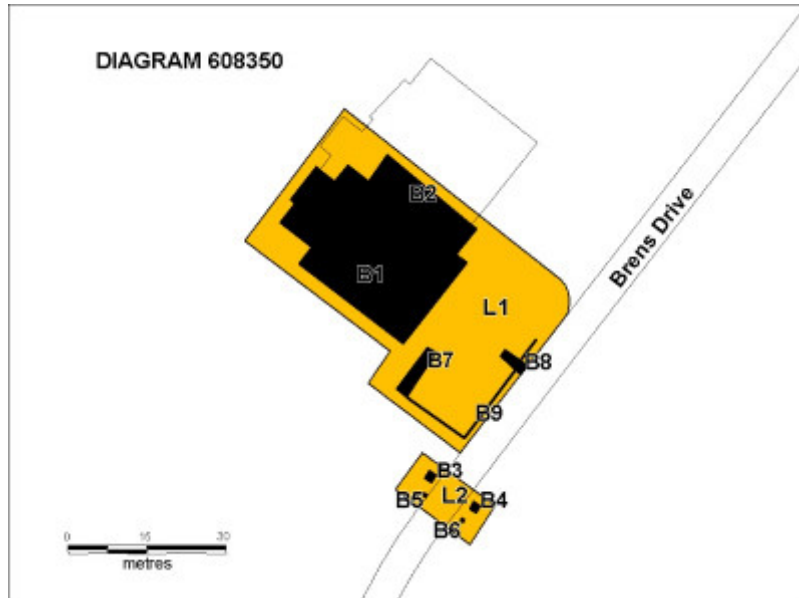 DIAGRAM 608350
B2
Brens Drive
B1
L1
B7
B8
B9
B3
L2
B5
B4
B6
0 15 30
metres